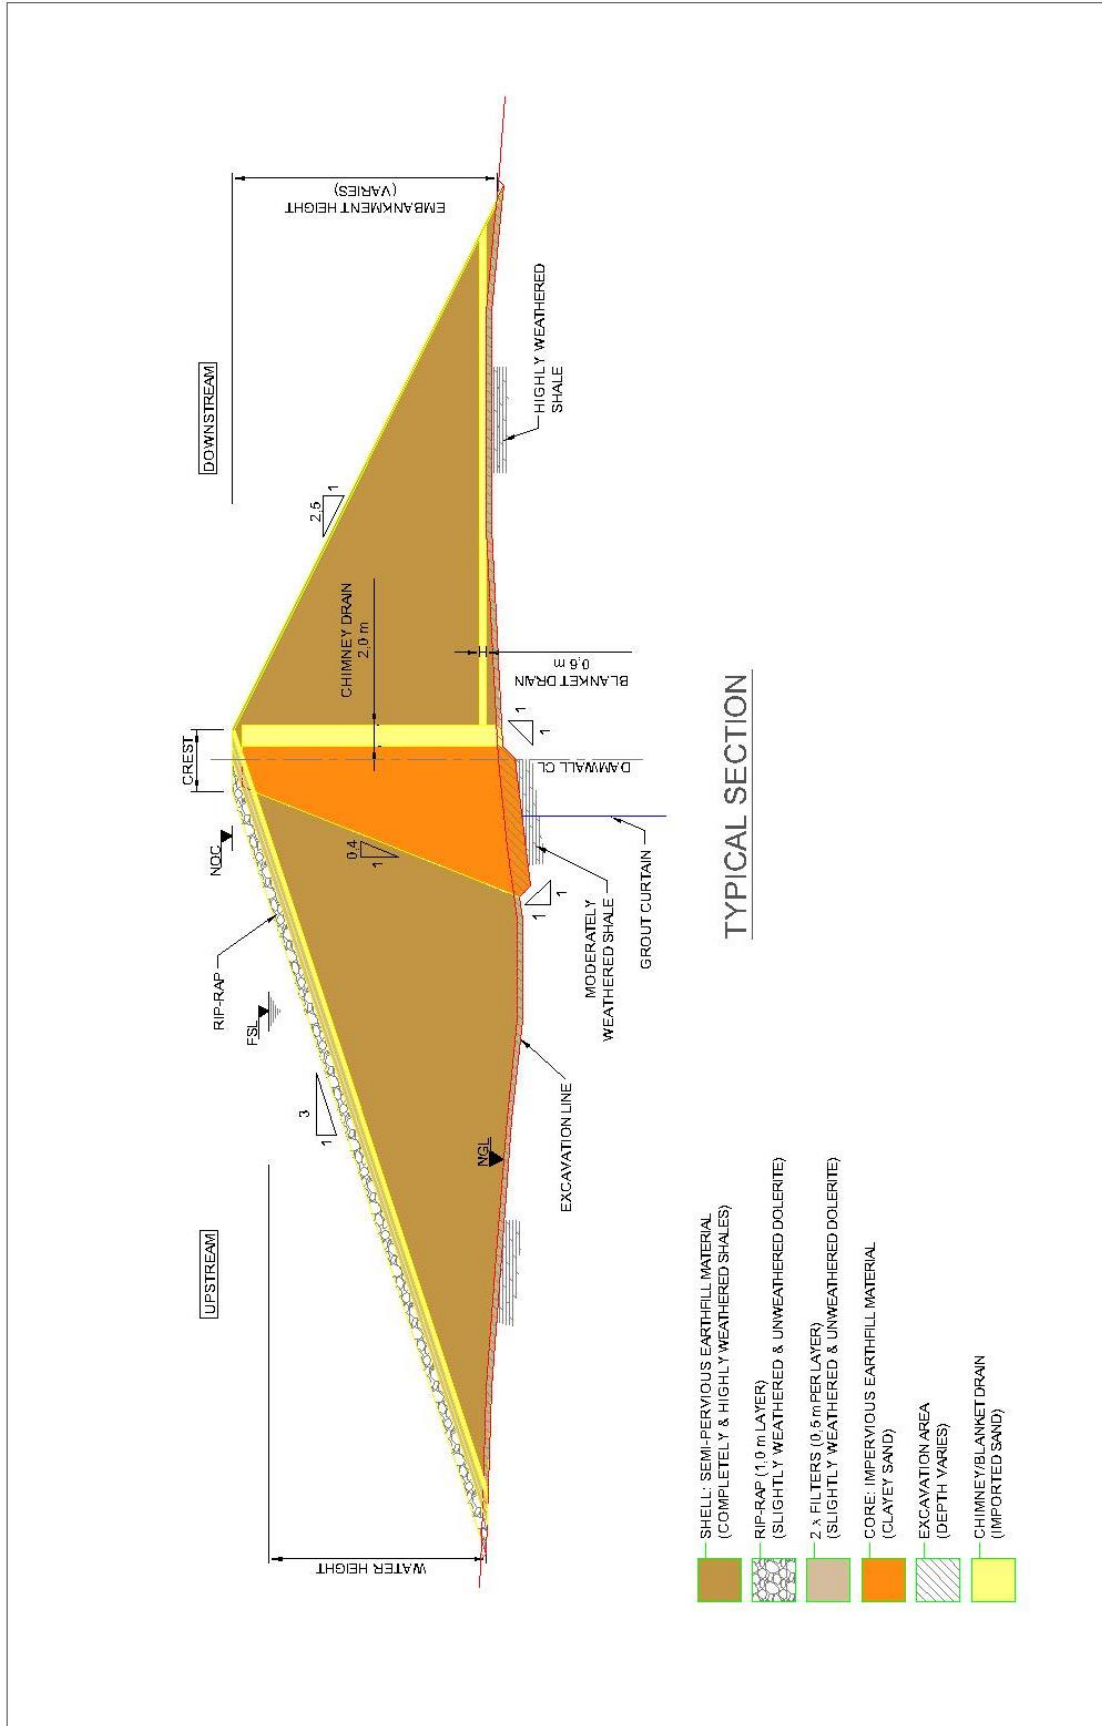 UPSTREAM
DOWNSTREAM
WATER HEIGHT
3
1
FSL
RIP-RAP
NOC
CREST
0,4
1
CHIMNEY DRAIN
2,0 m
2,5
1
EMBANKMENT HEIGHT
(VARIES)
NGL
EXCAVATION LINE
1
1
MODERATELY
WEATHERED SHALE
GROUT CURTAIN
DAMWALL CL
1
1
BLANKET DRAIN
0,6 m
HIGHLY WEATHERED
SHALE
TYPICAL SECTION
SHELL: SEMI-PERVIOUS EARTHFILL MATERIAL
(COMPLETELY & HIGHLY WEATHERED SHALES)
RIP-RAP (1,0 m LAYER)
(SLIGHTLY WEATHERED & UNWEATHERED DOLERITE)
2 x FILTERS (0,5 m PER LAYER)
(SLIGHTLY WEATHERED & UNWEATHERED DOLERITE)
CORE: IMPERVIOUS EARTHFILL MATERIAL
(CLAYEY SAND)
EXCAVATION AREA
(DEPTH VARIES)
CHIMNEY/BLANKET DRAIN
(IMPORTED SAND)